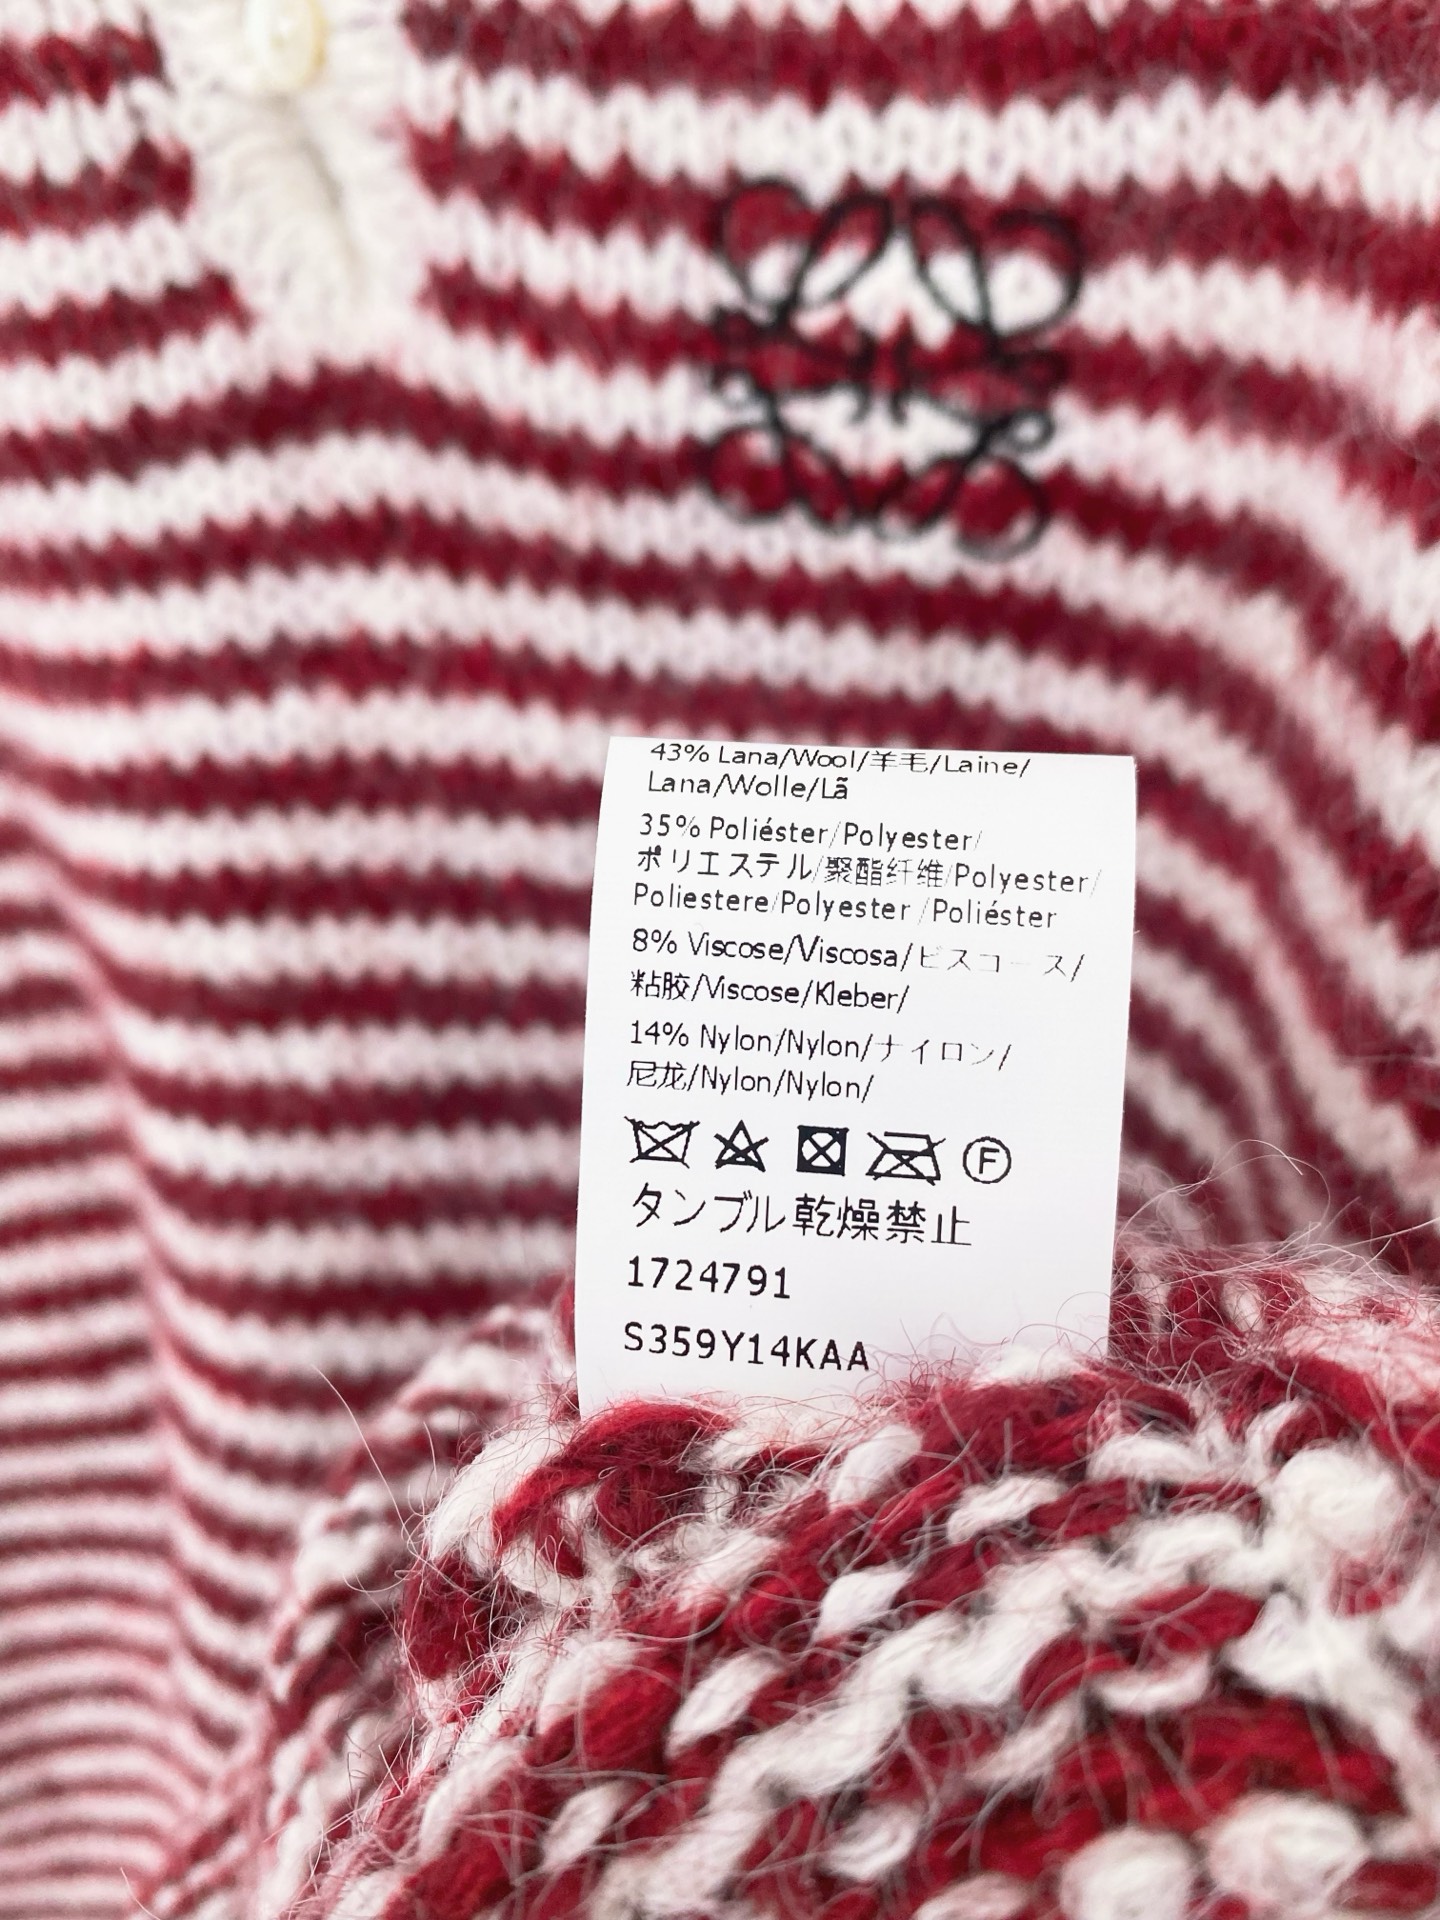 43% Lana/Wool/羊毛/Laine/
Lana/Wolle/Lã
35% Poliéster/Polyester/
ポリエステル/聚酯纤维/Polyester/
Poliestere/Polyester /Poliéster
8% Viscose/Viscosa/ビスコース/
粘胶/Viscose/Kleber/
14% Nylon/Nylon/ナイロン/
尼龙/Nylon/Nylon/
F
タンブル乾燥禁止
1724791
S359Y14KAA